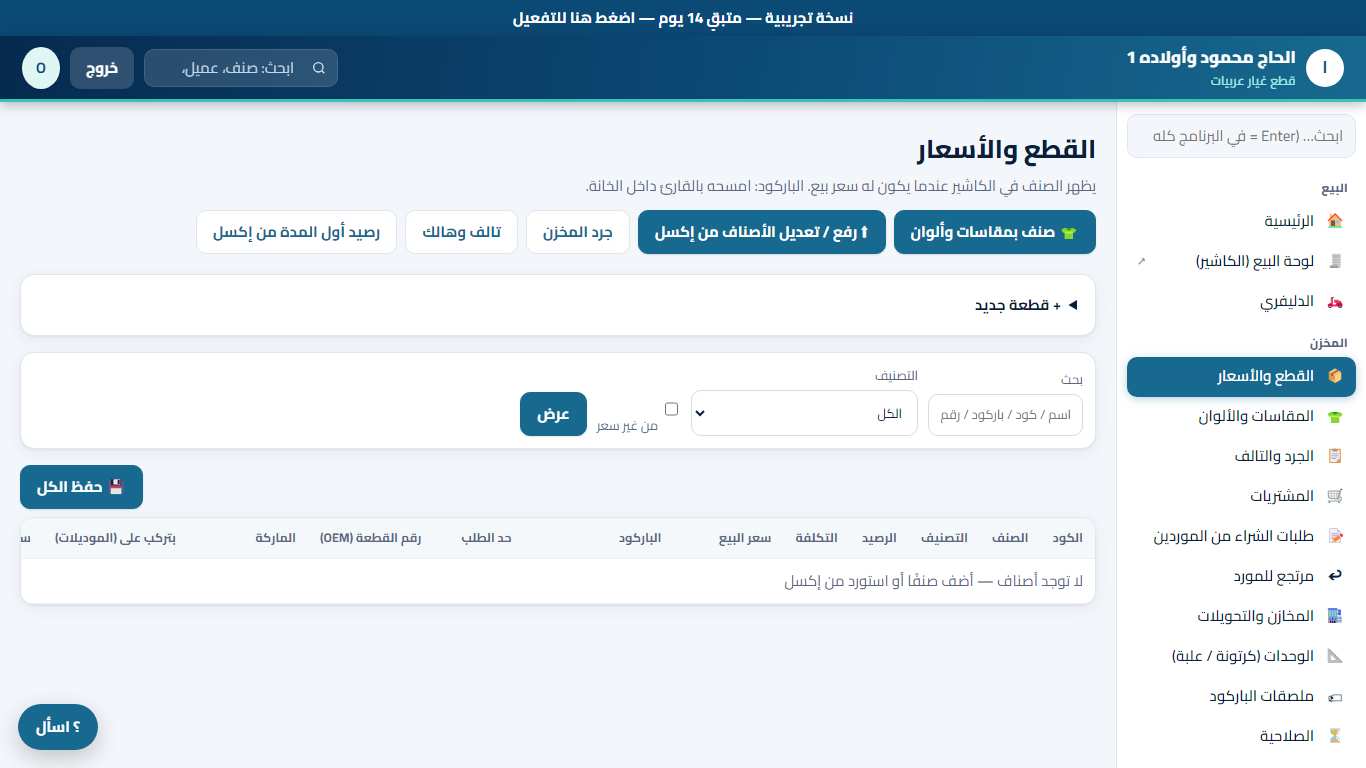 نسخة تجريبية — متبقٍ 14 يوم — اضغط هنا للتفعيل
ا
الحاج محمود وأولاده 1
قطع غيار عربيات
ابحث: صنف، عميل،
خروج
O
ابحث... (Enter = في البرنامج كله
البيع
الرئيسية
لوحة البيع (الكاشير)
الدليفري
المخزن
القطع والأسعار
المقاسات والألوان
الجرد والتالف
المشتريات
طلبات الشراء من الموردين
مرتجع للمورد
المخازن والتحويلات
الوحدات (كرتونة / علبة)
ملصقات الباركود
الصلاحية
القطع والأسعار
يظهر الصنف في الكاشير عندما يكون له سعر بيع. الباركود: امسحه بالقارئ داخل الخانة.
صنف بمقاسات وألوان
⬆ رفع / تعديل الأصناف من إكسل
جرد المخزن
تالف وهالك
رصيد أول المدة من إكسل
+ قطعة جديد
بحث
اسم / كود / باركود / رقم
التصنيف
الكل
من غير سعر
عرض
حفظ الكل
الكود الصنف التصنيف الرصيد التكلفة سعر البيع الباركود حد الطلب رقم القطعة (OEM) الماركة بتركب على (الموديلات)
لا توجد أصناف — أضف صنفًا أو استورد من إكسل
؟ اسأل